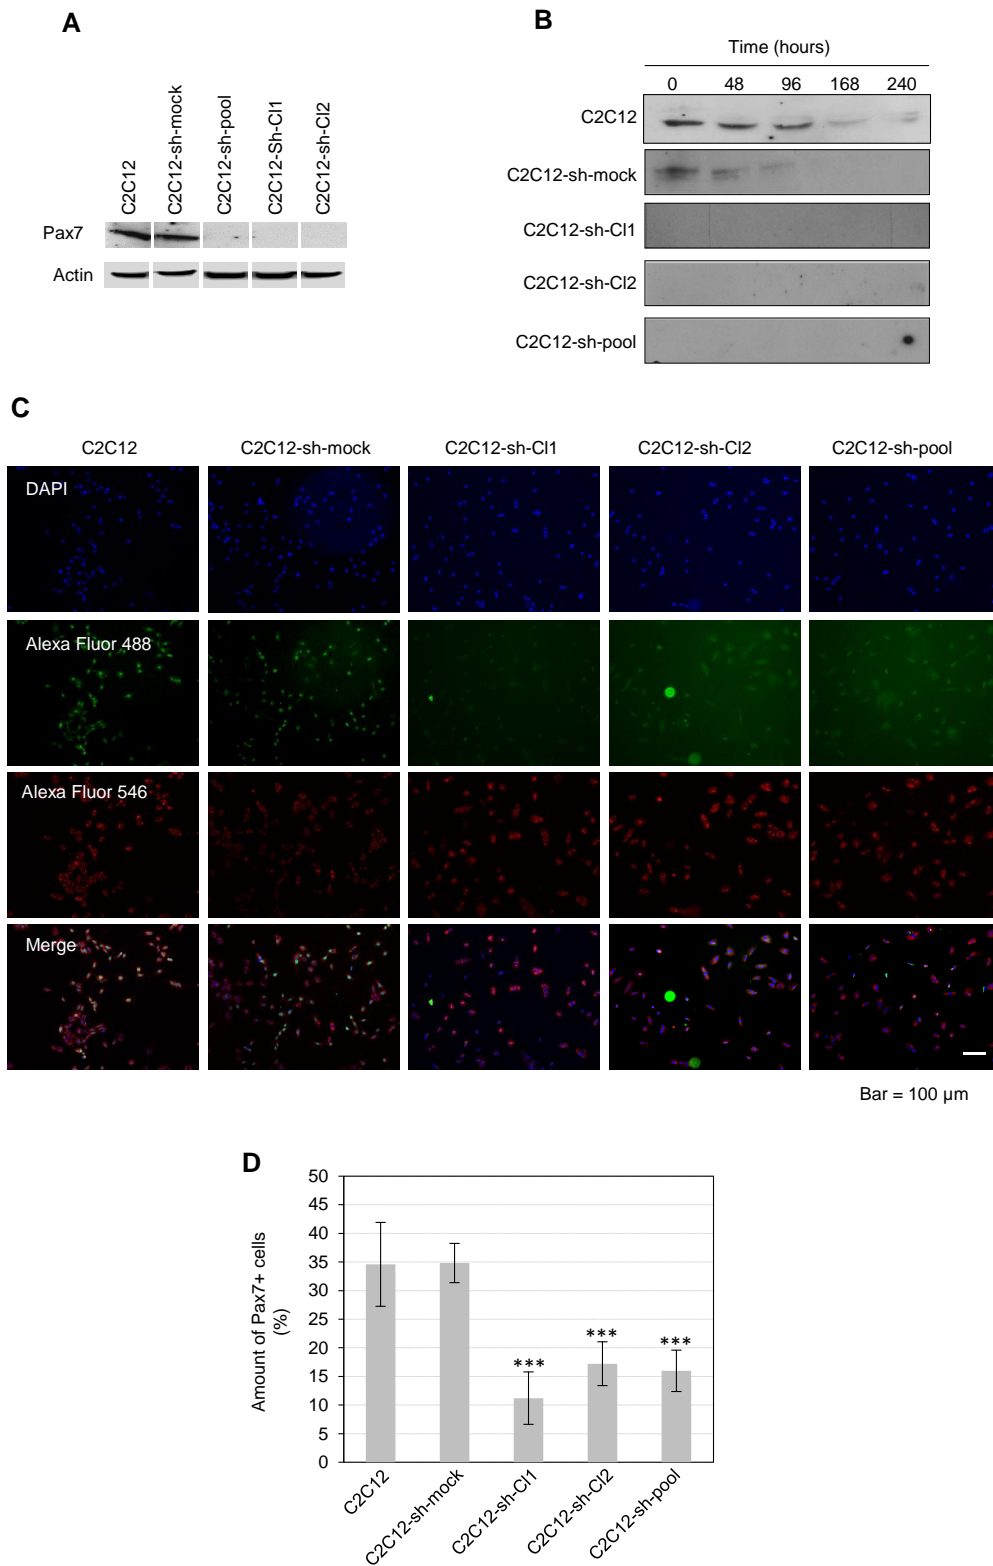 A
C2C12
C2C12-sh-mock
C2C12-sh-pool
C2C12-Sh-Cl1
C2C12-sh-Cl2
Pax7
Actin
B
Time (hours)
0 48 96 168 240
C2C12
C2C12-sh-mock
C2C12-sh-Cl1
C2C12-sh-Cl2
C2C12-sh-pool
C
C2C12 C2C12-sh-mock C2C12-sh-Cl1 C2C12-sh-Cl2 C2C12-sh-pool
DAPI
Alexa Fluor 488
Alexa Fluor 546
Merge
Bar = 100 µm
D
Amount of Pax7+ cells
(%)
50
45
40
35
30
25
20
15
10
5
0
***
***
***
C2C12
C2C12-sh-mock
C2C12-sh-Cl1
C2C12-sh-Cl2
C2C12-sh-pool